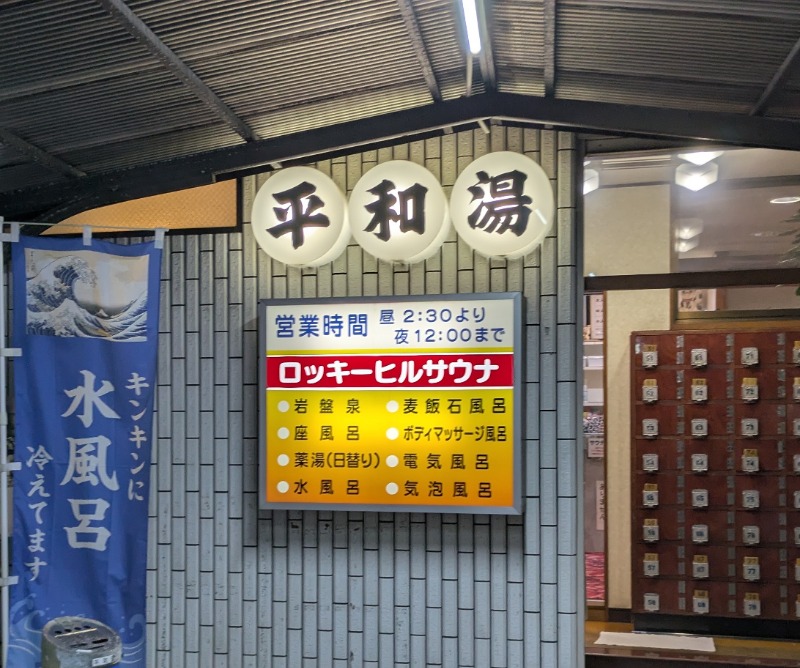 平和湯
営業時間 昼 2:30より
夜 12:00まで
ロッキーヒルサウナ
岩盤泉
麦飯石風呂
座風呂
ボディマッサージ風呂
薬湯(日替り)
電気風呂
水風呂
気泡風呂
キンキンに
水風呂
冷えてます